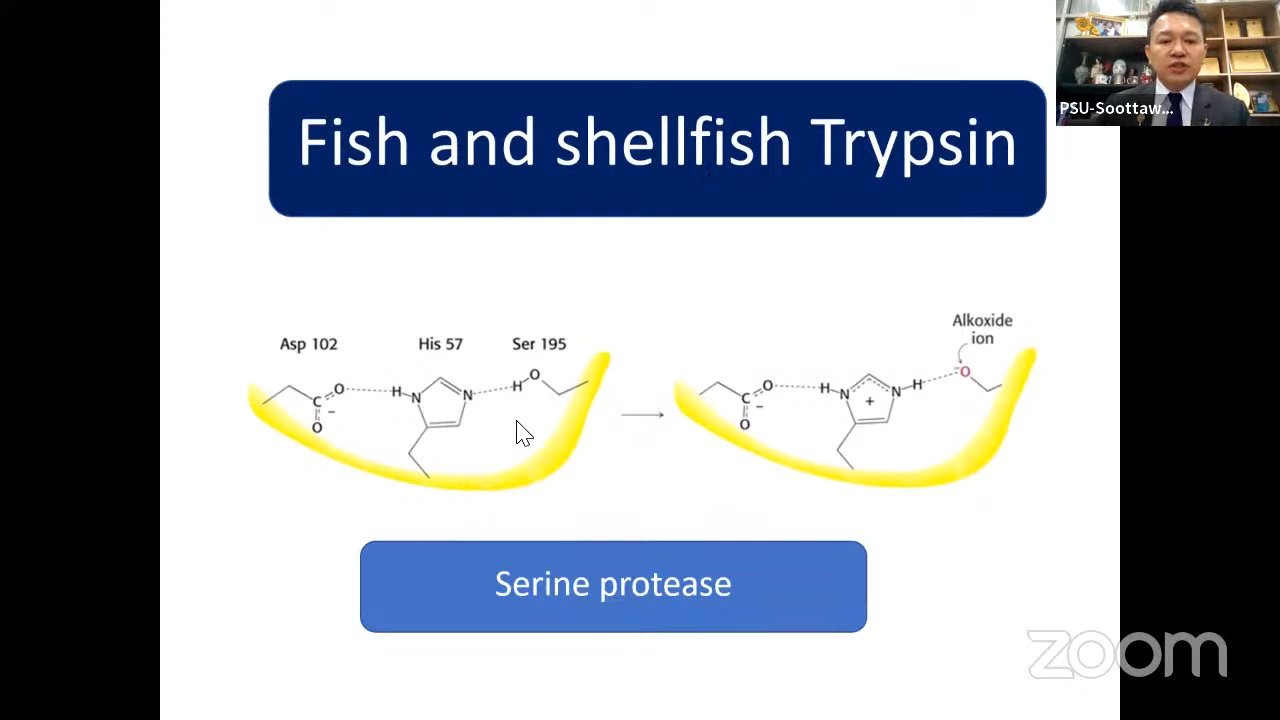 Fish and shellfish Trypsin
PSU-Soottaw...
Asp 102
His 57
Ser 195
Alkoxide
ion
C
O
−
O
H
N
N
H
O
C
O
−
O
H
N
+
N
H
−O
Serine protease
zoom